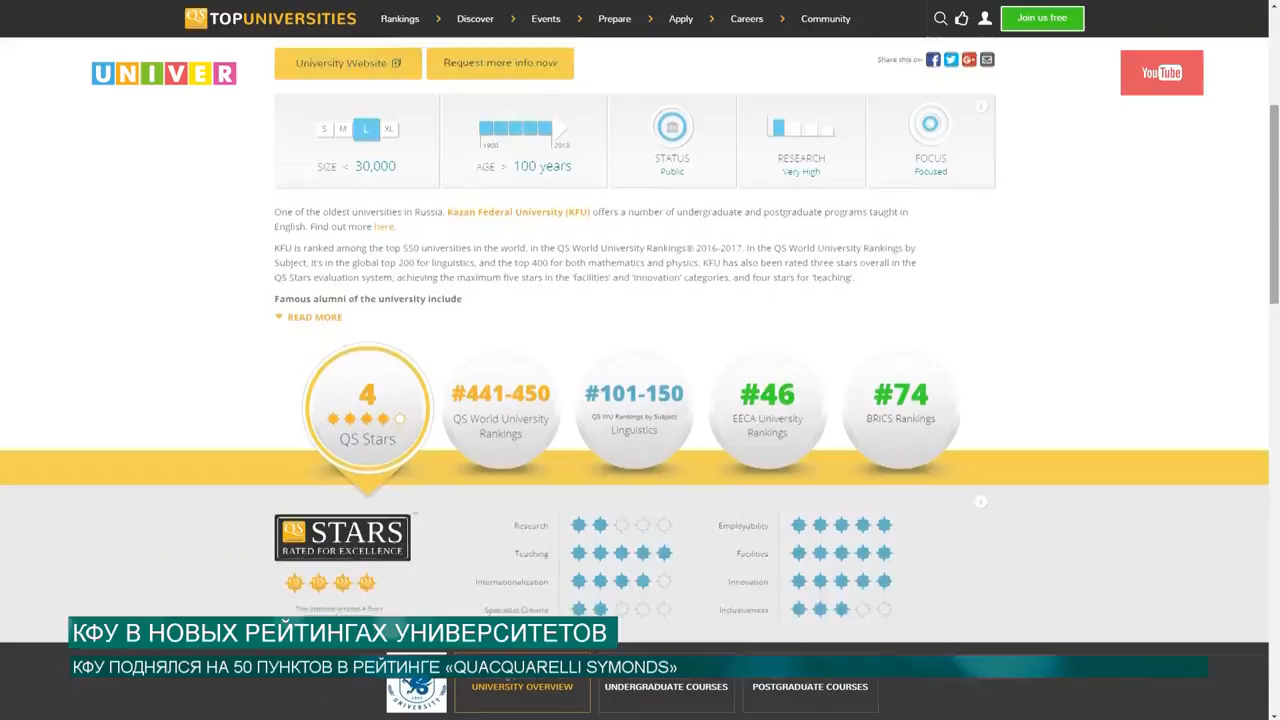 QS TOPUNIVERSITIES
Rankings
Discover
Events
Prepare
Apply
Careers
Community
Join us free
UNIVER
University Website
Request more info now
Share this on
YouTube
S M L XL
SIZE < 30,000
1900 2013
AGE > 100 years
STATUS
Public
RESEARCH
Very High
FOCUS
Focused
One of the oldest universities in Russia, Kazan Federal University (KFU) offers a number of undergraduate and postgraduate programs taught in
English. Find out more here.
KFU is ranked among the top 550 universities in the world, in the QS World University Rankings® 2016-2017. In the QS World University Rankings by
Subject, it's in the global top 200 for linguistics, and the top 400 for both mathematics and physics. KFU has also been rated three stars overall in the
QS Stars evaluation system, achieving the maximum five stars in the 'facilities' and 'innovation' categories, and four stars for 'teaching'.
Famous alumni of the university include
READ MORE
4
QS Stars
#441-450
QS World University
Rankings
#101-150
QS WU Rankings by Subject
Linguistics
#46
EECA University
Rankings
#74
BRICS Rankings
QS STARS
RATED FOR EXCELLENCE
Research
Teaching
Internationalization
Specialist Criteria
Employability
Facilities
Innovation
Inclusiveness
КФУ В НОВЫХ РЕЙТИНГАХ УНИВЕРСИТЕТОВ
КФУ ПОДНЯЛСЯ НА 50 ПУНКТОВ В РЕЙТИНГЕ «QUACQUARELLI SYMONDS»
UNIVERSITY OVERVIEW
UNDERGRADUATE COURSES
POSTGRADUATE COURSES